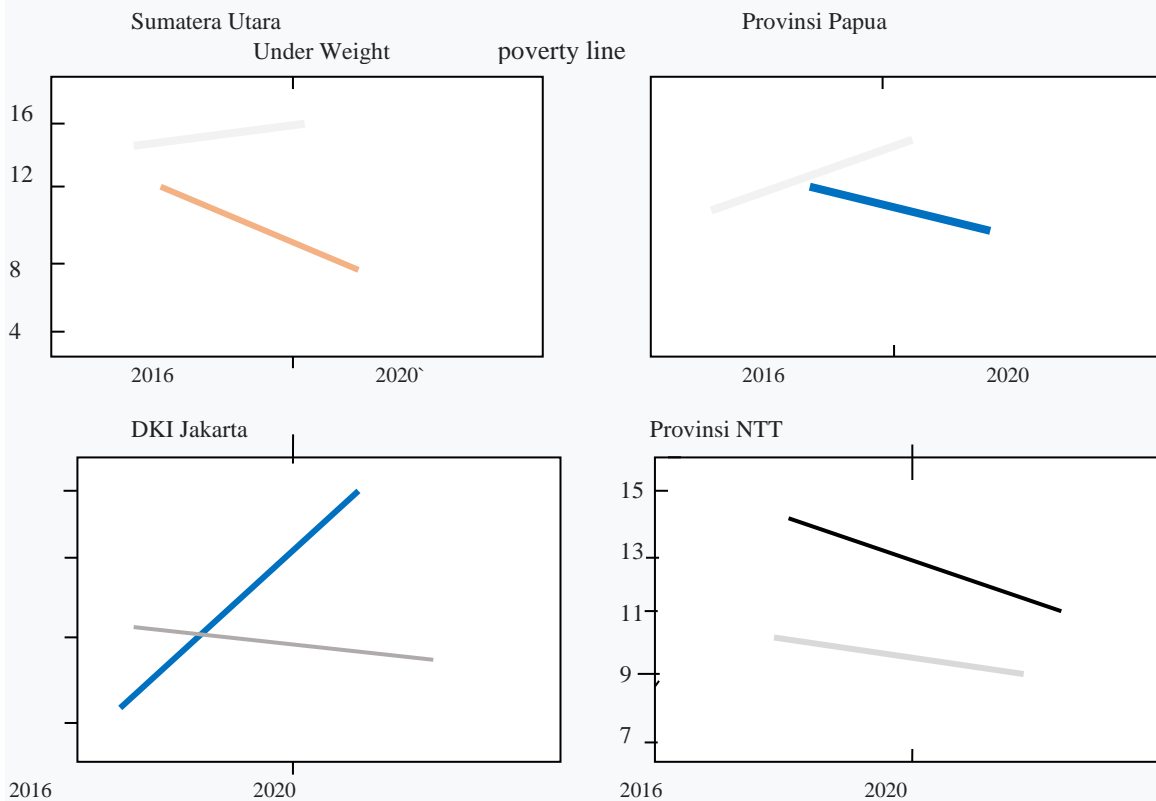 Sumatera Utara
Provinsi Papua
Under Weight
poverty line
16
12
8
4
2016
2020`
2016
2020
DKI Jakarta
Provinsi NTT
15
13
11
9
7
2016
2020
2016
2020